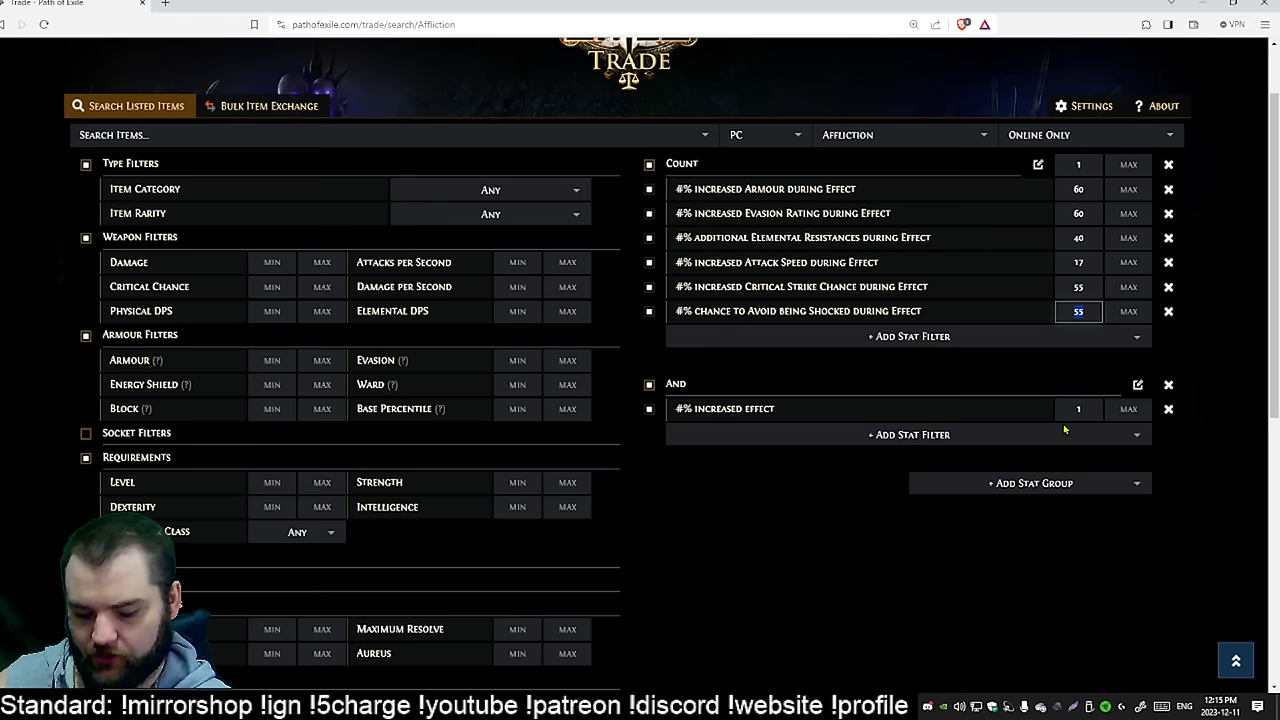 Trade - Path of Exile
pathofexile.com/trade/search/Affliction
VPN
TRADE
SEARCH LISTED ITEMS
BULK ITEM EXCHANGE
SETTINGS
? ABOUT
SEARCH ITEMS...
PC
AFFLICTION
ONLINE ONLY
TYPE FILTERS
ITEM CATEGORY ANY
ITEM RARITY ANY
WEAPON FILTERS
DAMAGE MIN MAX ATTACKS PER SECOND MIN MAX
CRITICAL CHANCE MIN MAX DAMAGE PER SECOND MIN MAX
PHYSICAL DPS MIN MAX ELEMENTAL DPS MIN MAX
ARMOUR FILTERS
ARMOUR (?) MIN MAX EVASION (?) MIN MAX
ENERGY SHIELD (?) MIN MAX WARD (?) MIN MAX
BLOCK (?) MIN MAX BASE PERCENTILE (?) MIN MAX
SOCKET FILTERS
REQUIREMENTS
LEVEL MIN MAX STRENGTH MIN MAX
DEXTERITY MIN MAX INTELLIGENCE MIN MAX
CLASS ANY
MIN MAX MAXIMUM RESOLVE MIN MAX
MIN MAX AUREUS MIN MAX
COUNT 1 MAX
#% INCREASED ARMOUR DURING EFFECT 60 MAX
#% INCREASED EVASION RATING DURING EFFECT 60 MAX
#% ADDITIONAL ELEMENTAL RESISTANCES DURING EFFECT 40 MAX
#% INCREASED ATTACK SPEED DURING EFFECT 17 MAX
#% INCREASED CRITICAL STRIKE CHANCE DURING EFFECT 55 MAX
#% CHANCE TO AVOID BEING SHOCKED DURING EFFECT 55 MAX
+ ADD STAT FILTER
AND
#% INCREASED EFFECT 1 MAX
+ ADD STAT FILTER
+ ADD STAT GROUP
Standard: !mirrorshop !ign !5charge !youtube !patreon !discord !website !profile
ENG
12:15 PM
2023-12-11